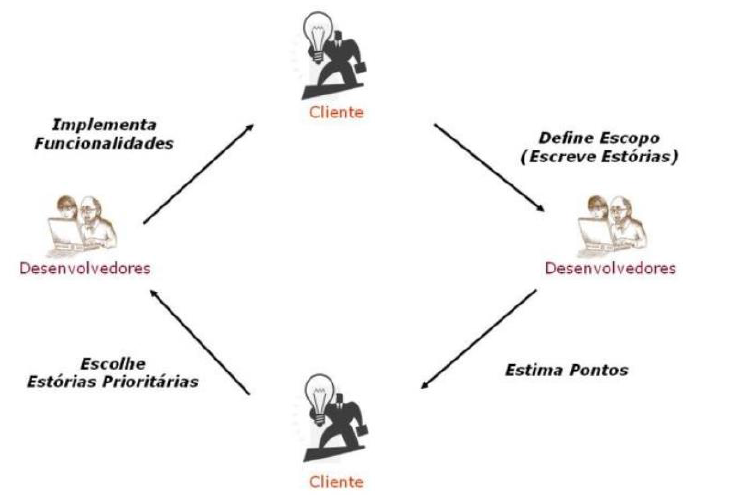 Cliente
Implementa
Funcionalidades
Define Escopo
(Escreve Estórias)
Desenvolvedores
Desenvolvedores
Escolhe
Estórias Prioritárias
Estima Pontos
Cliente